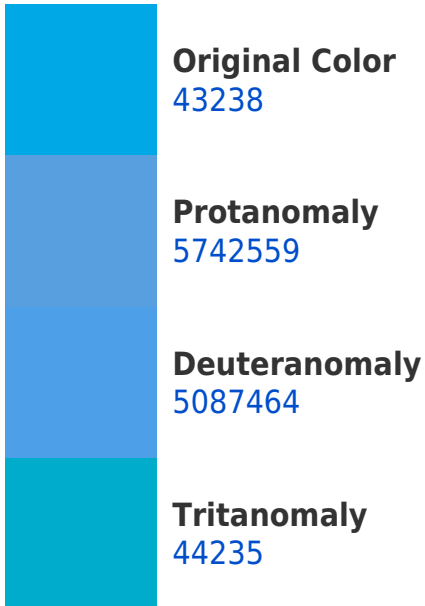 Original Color
43238
Protanomaly
5742559
Deuteranomaly
5087464
Tritanomaly
44235